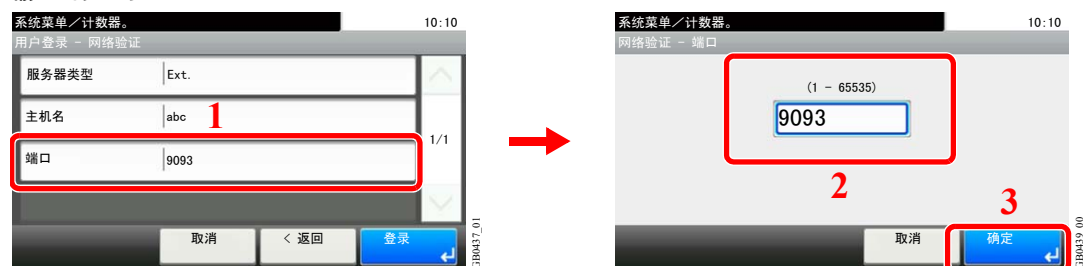 系统菜单／计数器。 10:10
用户登录 - 网络验证
服务器类型 Ext.
主机名 abc
1
1/1
端口 9093
取消 < 返回 登录
GB0437_01
系统菜单／计数器。 10:10
网络验证 - 端口
(1 - 65535)
9093
2
3
取消 确定
GB0439_00